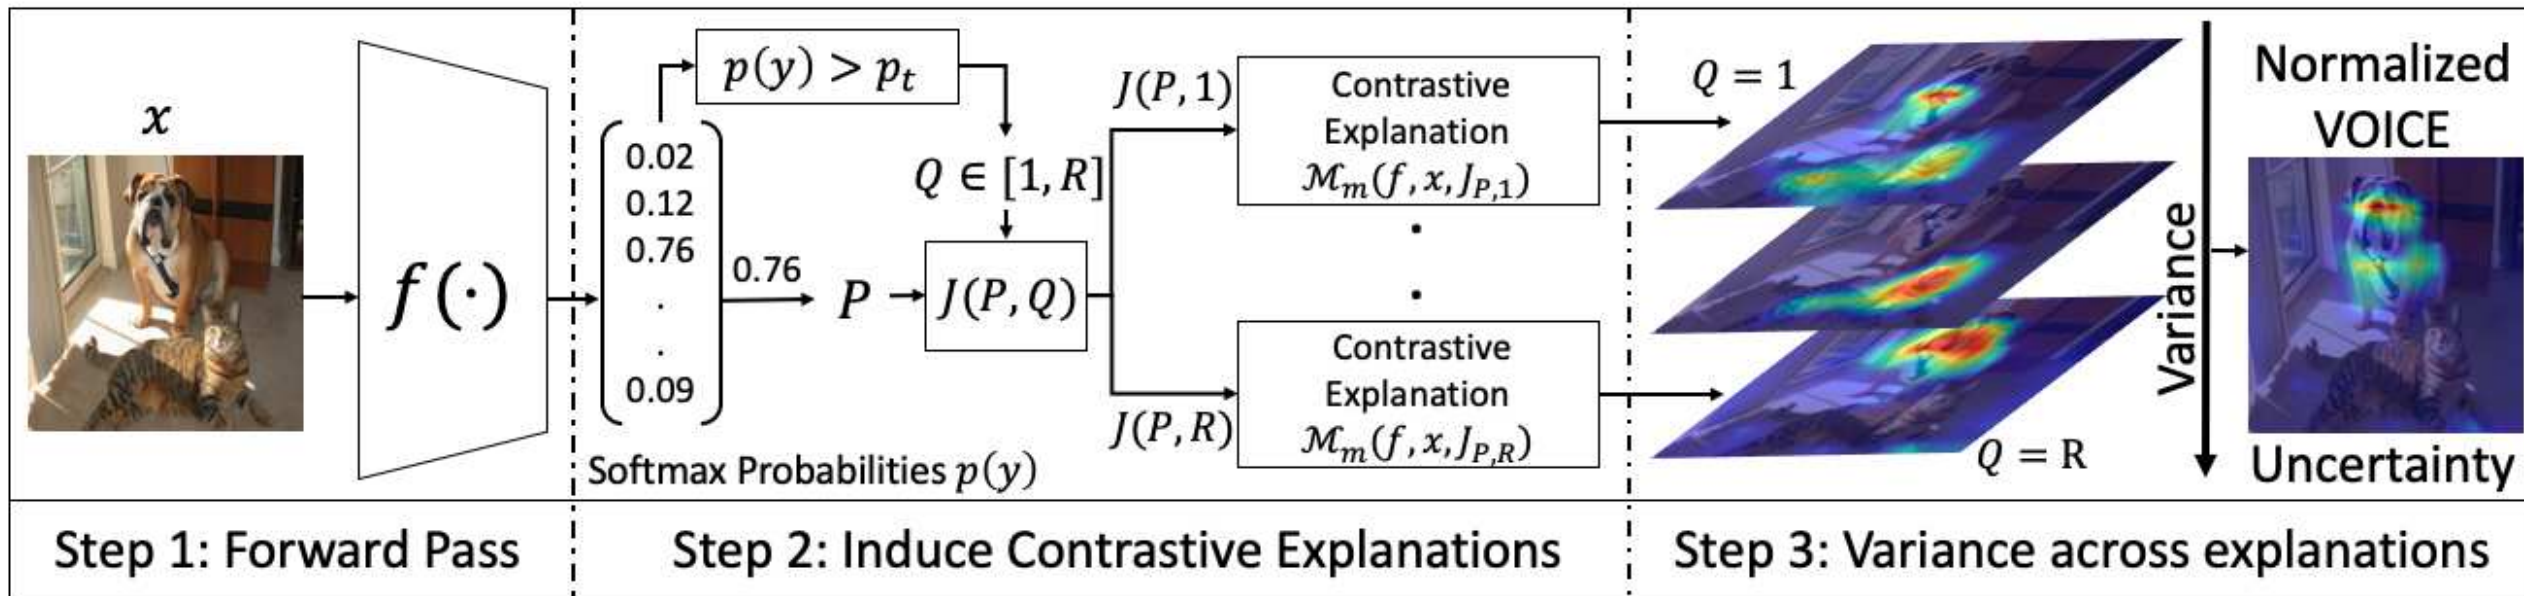 x
f(·)
p(y) > p_t
0.02
0.12
0.76
.
.
0.09
Softmax Probabilities p(y)
0.76
P
Q ∈ [1, R]
J(P, Q)
J(P, 1)
J(P, R)
Contrastive
Explanation
ℳ_m(f, x, J_{P,1})
.
.
Contrastive
Explanation
ℳ_m(f, x, J_{P,R})
Q = 1
Q = R
Variance
Normalized
VOICE
Uncertainty
Step 1: Forward Pass
Step 2: Induce Contrastive Explanations
Step 3: Variance across explanations